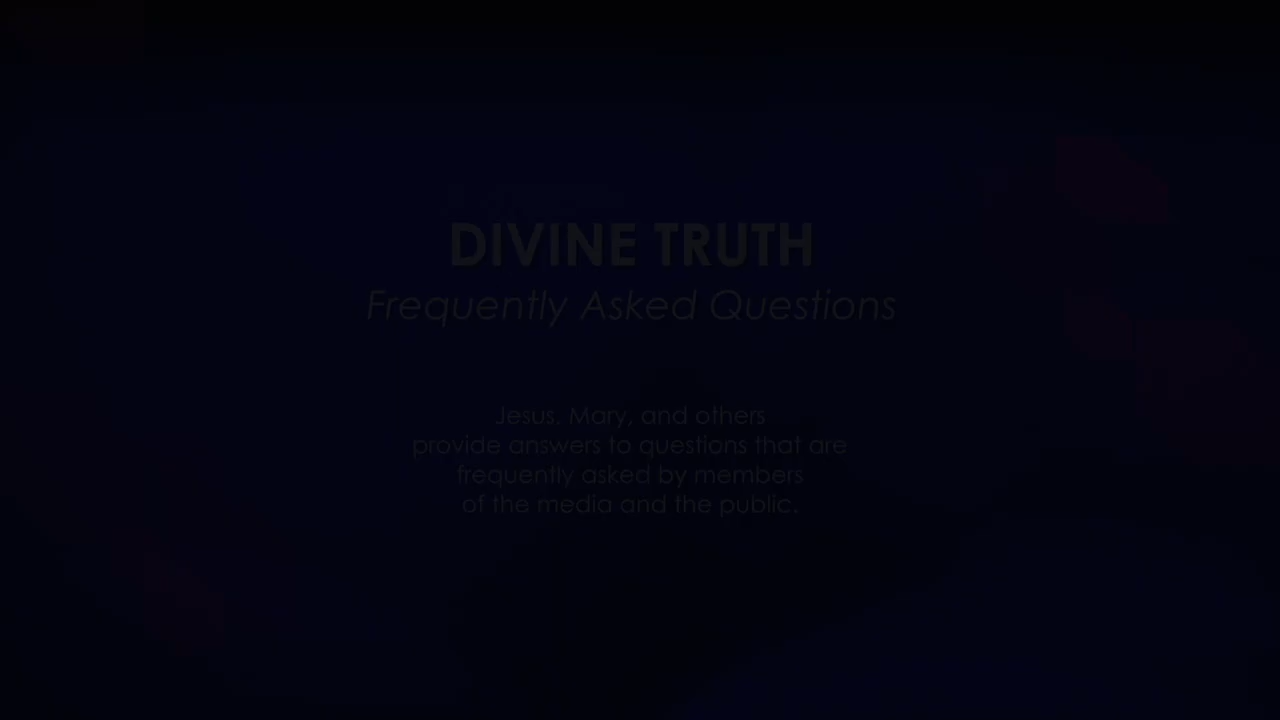 DIVINE TRUTH
Frequently Asked Questions
Jesus, Mary, and others
provide answers to questions that are
frequently asked by members
of the media and the public.